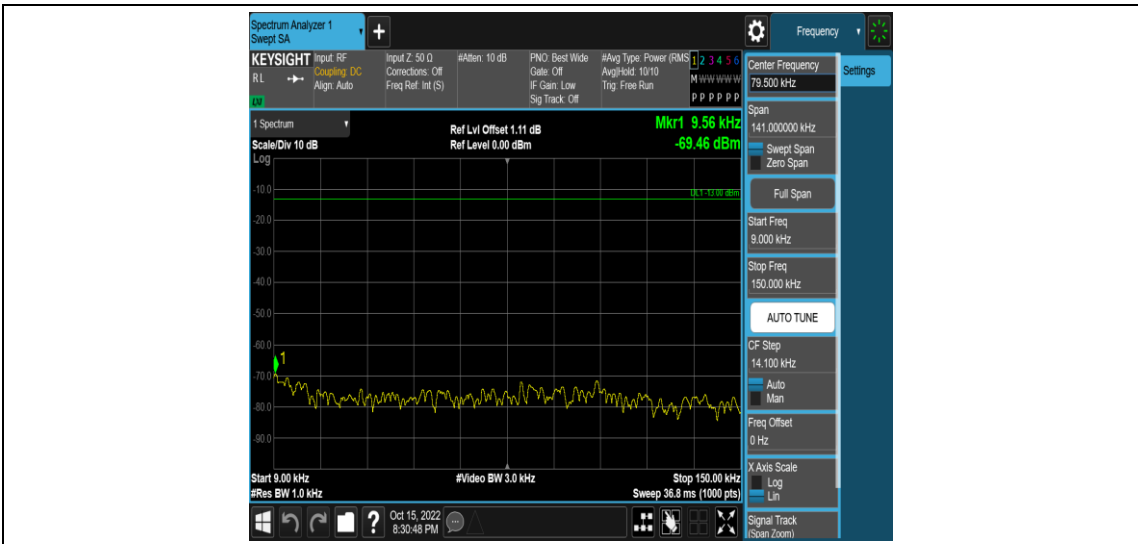 Spectrum Analyzer 1
Swept SA
Frequency
KEYSIGHT
RL
LXI
Input: RF
Coupling: DC
Align: Auto
Input Z: 50 Ω
Corrections: Off
Freq Ref: Int (S)
#Atten: 10 dB
PNO: Best Wide
Gate: Off
IF Gain: Low
Sig Track: Off
#Avg Type: Power (RMS
Avg|Hold: 10/10
Trig: Free Run
1 2 3 4 5 6
M W W W W W
P P P P P P
1 Spectrum
Scale/Div 10 dB
Log
Ref Lvl Offset 1.11 dB
Ref Level 0.00 dBm
Mkr1 9.56 kHz
-69.46 dBm
DL1 -13.00 dBm
-10.0
-20.0
-30.0
-40.0
-50.0
-60.0
1
-70.0
-80.0
-90.0
Start 9.00 kHz
#Res BW 1.0 kHz
#Video BW 3.0 kHz
Stop 150.00 kHz
Sweep 36.8 ms (1000 pts)
Oct 15, 2022
8:30:48 PM
?
Center Frequency
79.500 kHz
Settings
Span
141.000000 kHz
Swept Span
Zero Span
Full Span
Start Freq
9.000 kHz
Stop Freq
150.000 kHz
AUTO TUNE
CF Step
14.100 kHz
Auto
Man
Freq Offset
0 Hz
X Axis Scale
Log
Lin
Signal Track
(Span Zoom)